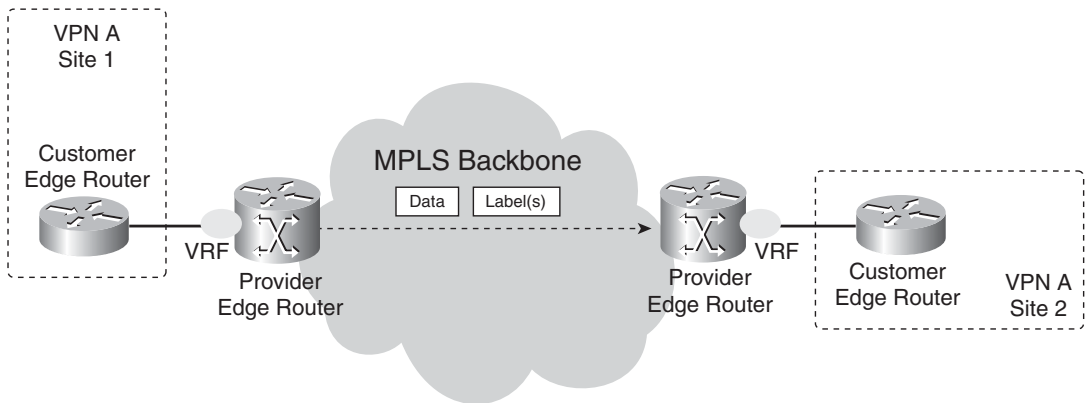 VPN A
Site 1
Customer
Edge Router
VRF
Provider
Edge Router
MPLS Backbone
Data
Label(s)
Provider
Edge Router
VRF
Customer
Edge Router
VPN A
Site 2